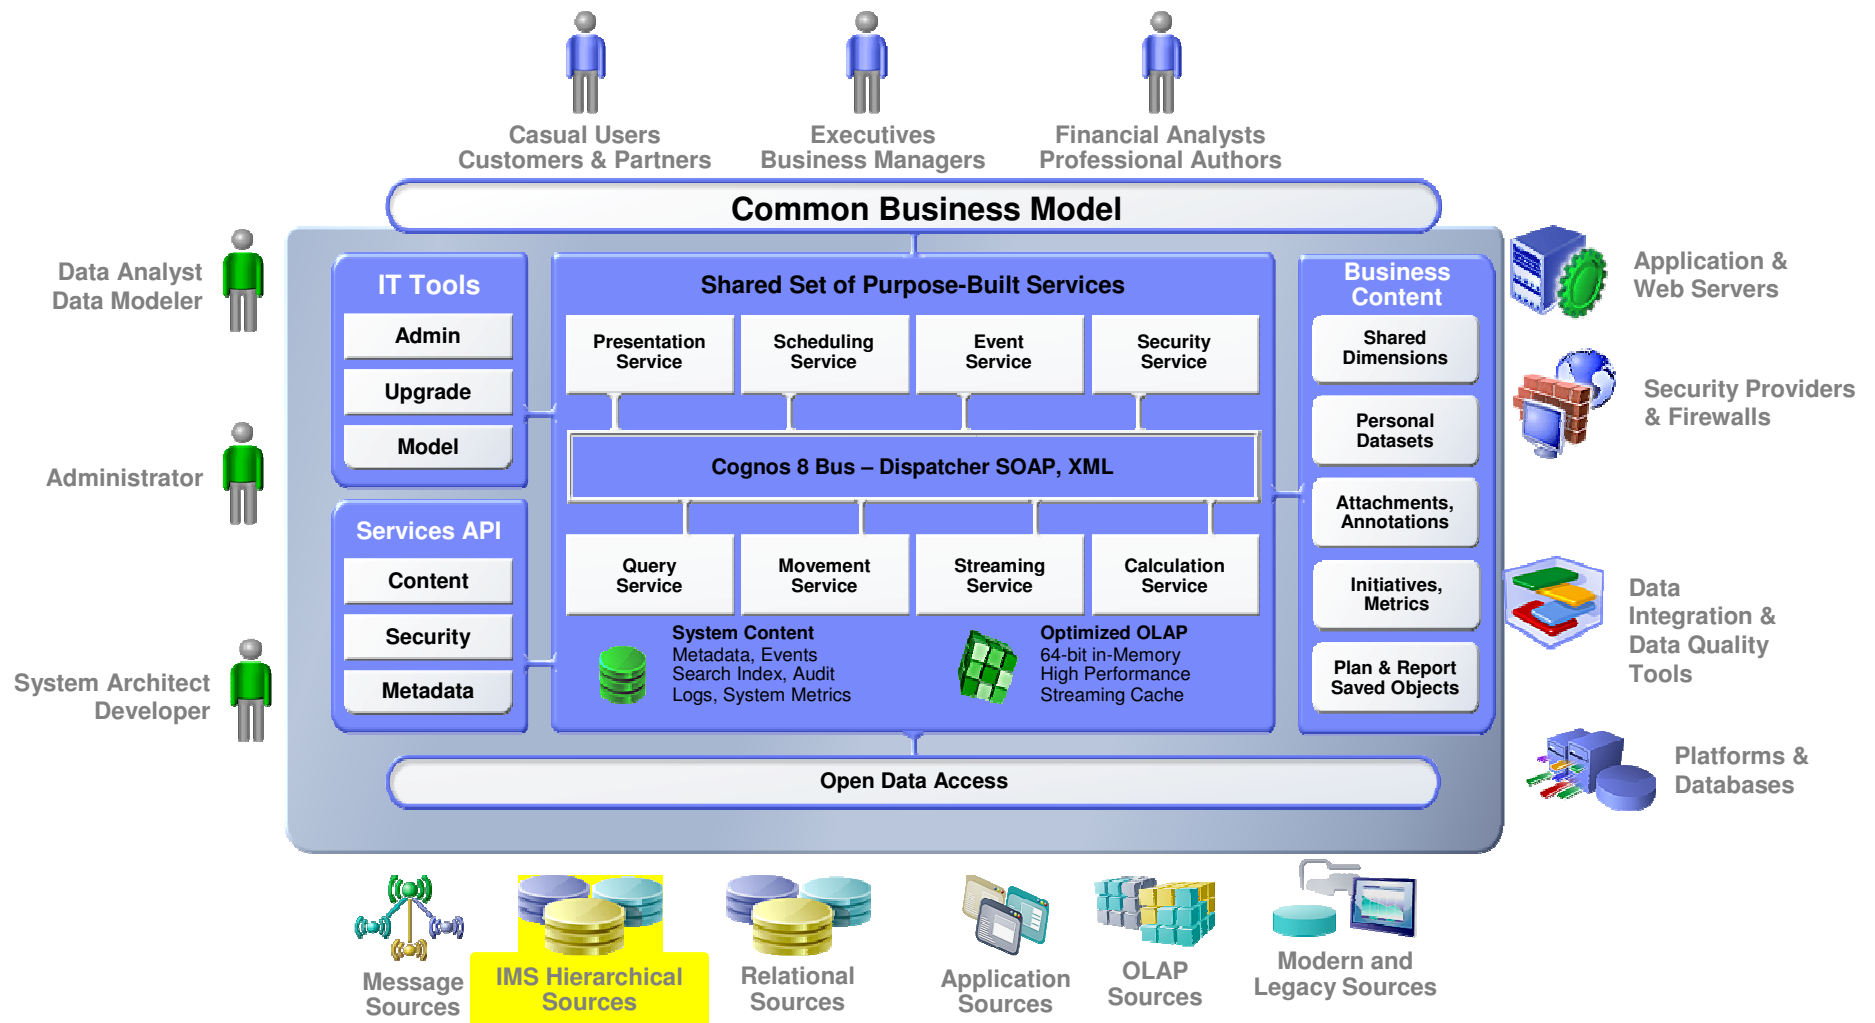 Casual Users
Customers & Partners
Executives
Business Managers
Financial Analysts
Professional Authors
Common Business Model
Data Analyst
Data Modeler
Administrator
System Architect
Developer
IT Tools
Admin
Upgrade
Model
Services API
Content
Security
Metadata
Shared Set of Purpose-Built Services
Presentation
Service
Scheduling
Service
Event
Service
Security
Service
Cognos 8 Bus – Dispatcher SOAP, XML
Query
Service
Movement
Service
Streaming
Service
Calculation
Service
System Content
Metadata, Events
Search Index, Audit
Logs, System Metrics
Optimized OLAP
64-bit in-Memory
High Performance
Streaming Cache
Business
Content
Shared
Dimensions
Personal
Datasets
Attachments,
Annotations
Initiatives,
Metrics
Plan & Report
Saved Objects
Application &
Web Servers
Security Providers
& Firewalls
Data
Integration &
Data Quality
Tools
Platforms &
Databases
Open Data Access
Message
Sources
IMS Hierarchical
Sources
Relational
Sources
Application
Sources
OLAP
Sources
Modern and
Legacy Sources